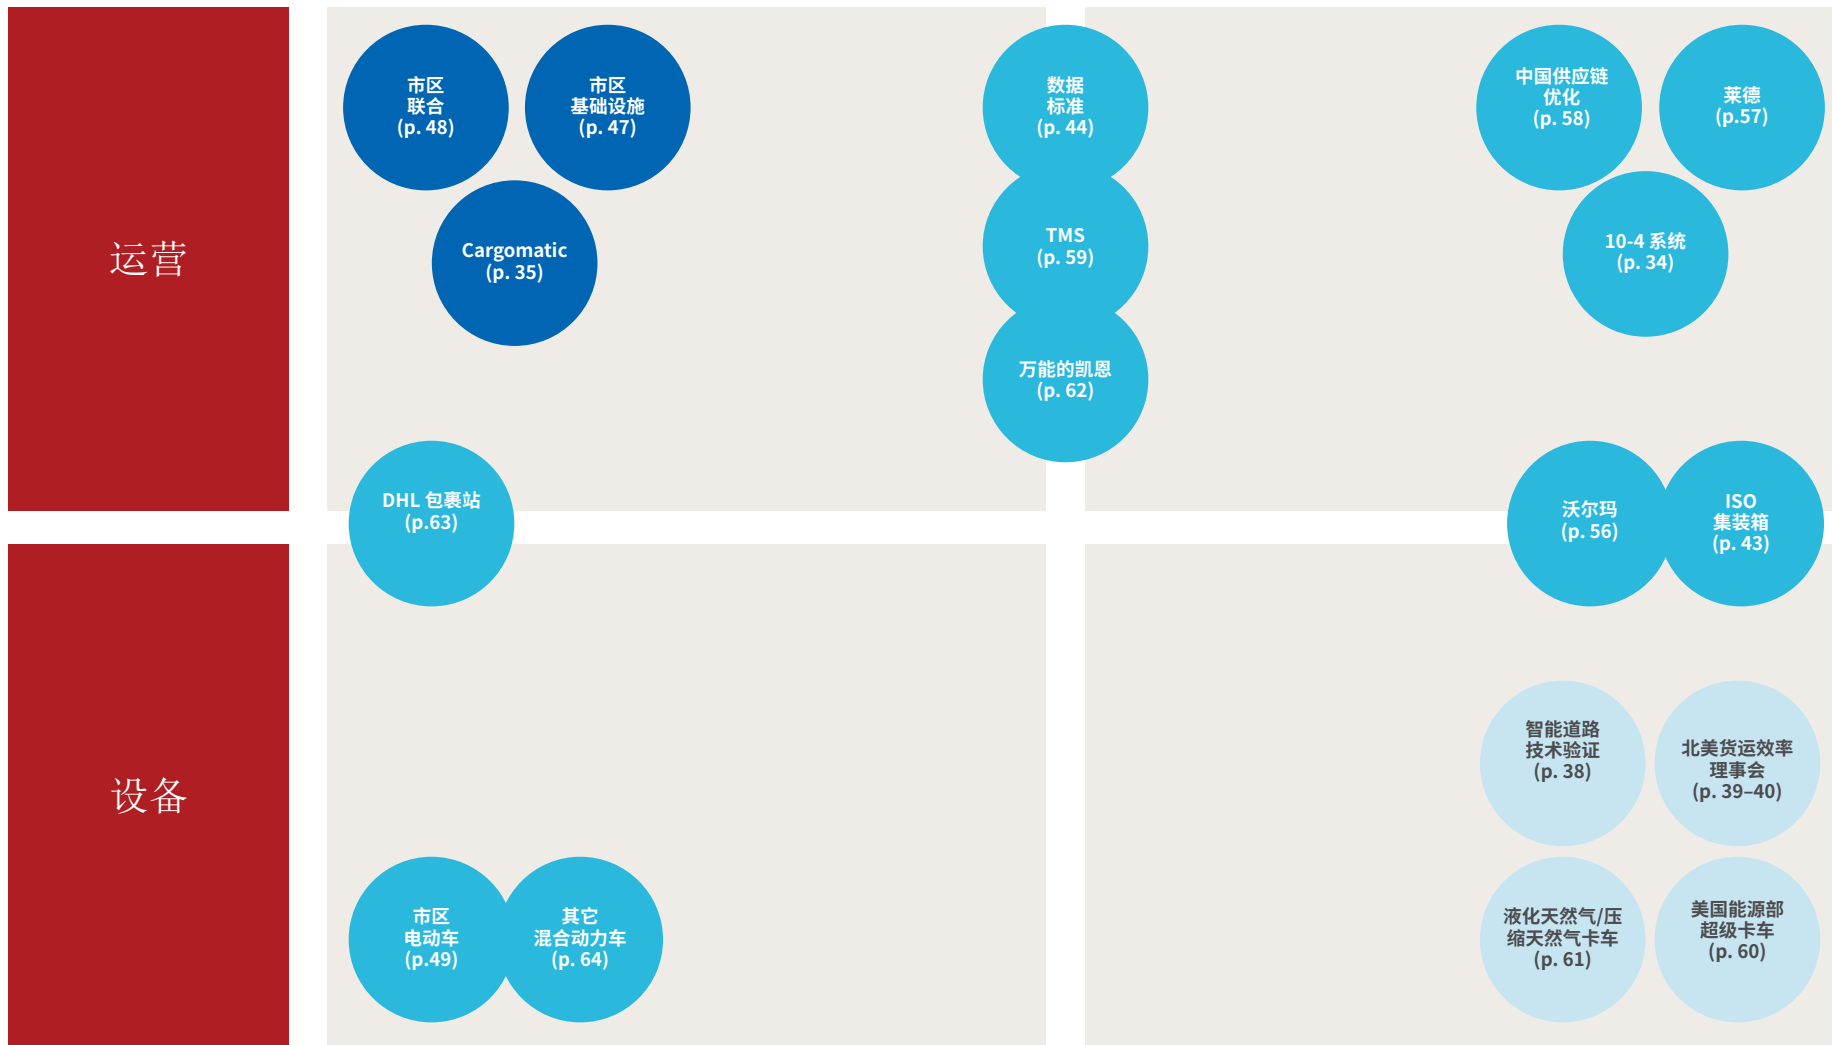 运营
市区
联合
(p. 48)
市区
基础设施
(p. 47)
Cargomatic
(p. 35)
数据
标准
(p. 44)
TMS
(p. 59)
万能的凯恩
(p. 62)
中国供应链
优化
(p. 58)
莱德
(p.57)
10-4 系统
(p. 34)
DHL 包裹站
(p.63)
沃尔玛
(p. 56)
ISO
集装箱
(p. 43)
设备
市区
电动车
(p.49)
其它
混合动力车
(p. 64)
智能道路
技术验证
(p. 38)
北美货运效率
理事会
(p. 39–40)
液化天然气/压
缩天然气卡车
(p. 61)
美国能源部
超级卡车
(p. 60)